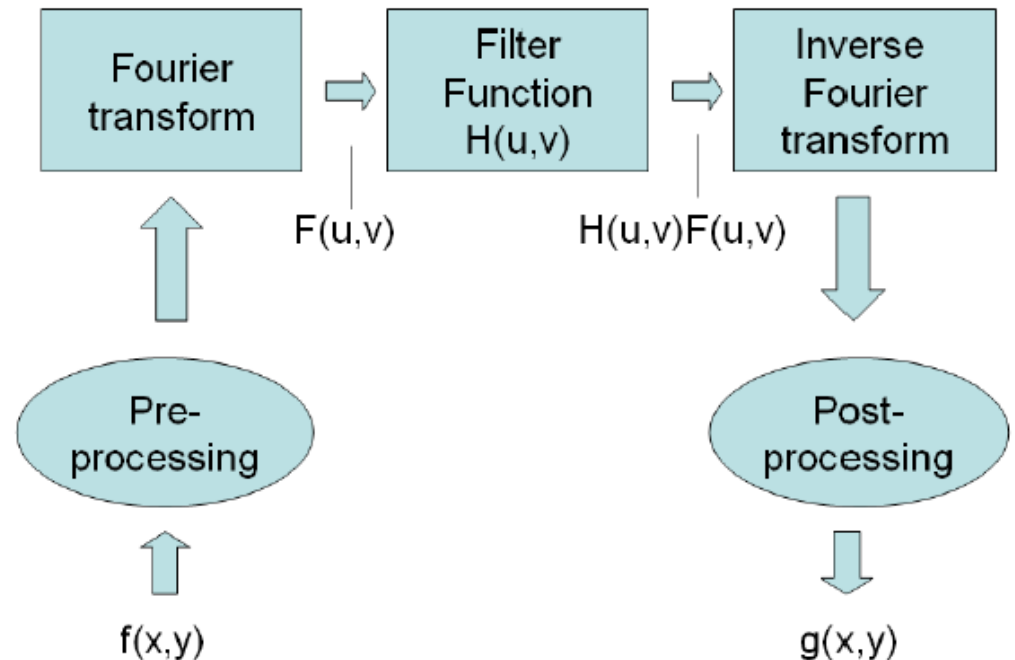 Fourier
transform
Filter
Function
H(u,v)
Inverse
Fourier
transform
F(u,v)
H(u,v)F(u,v)
Pre-
processing
Post-
processing
f(x,y)
g(x,y)